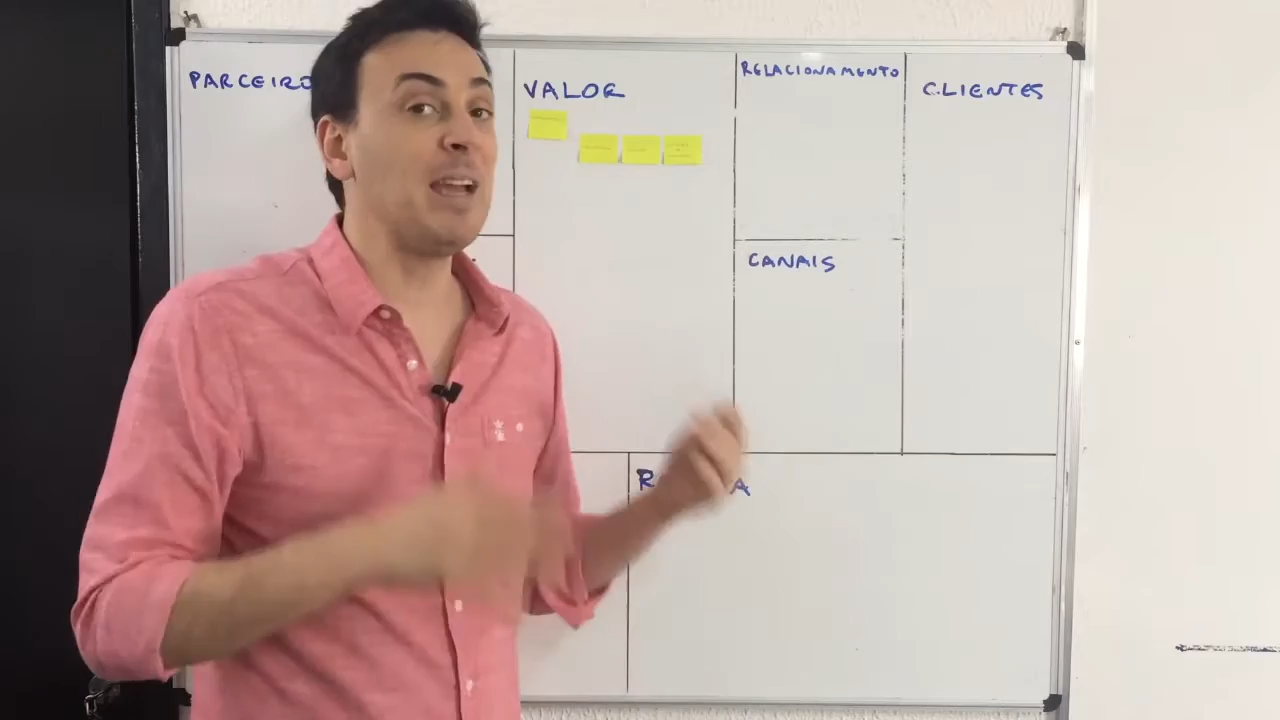 PARCEIRO
VALOR
RELACIONAMENTO
CLIENTES
CANAIS
R A